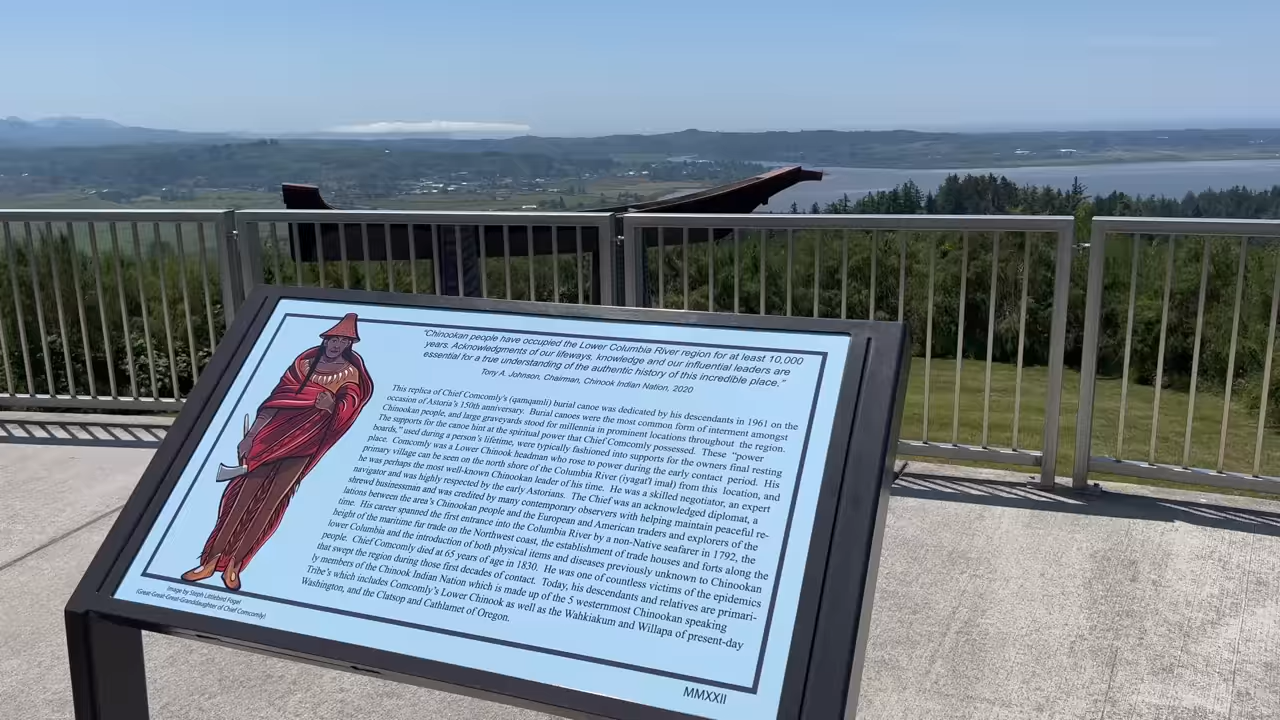 "Chinookan people have occupied the Lower Columbia River region for at least 10,000
years. Acknowledgments of our lifeways, knowledge and our influential leaders are
essential for a true understanding of the authentic history of this incredible place."
Tony A. Johnson, Chairman, Chinook Indian Nation, 2020
This replica of Chief Comcomly's (qamqamli) burial canoe was dedicated by his descendants in 1961 on the
occasion of Astoria's 150th anniversary. Burial canoes were the most common form of interment amongst
Chinookan people, and large graveyards stood for millennia in prominent locations throughout the region.
The supports for the canoe hint at the spiritual power that Chief Comcomly possessed. These "power
boards," used during a person's lifetime, were typically fashioned into supports for the owners final resting
place. Comcomly was a Lower Chinook headman who rose to power during the early contact period. His
primary village can be seen on the north shore of the Columbia River (iyagat'i imal) from this location, and
he was perhaps the most well-known Chinookan leader of his time. He was a skilled negotiator, an expert
navigator and was highly respected by the early Astorians. The Chief was an acknowledged diplomat, a
shrewd businessman and was credited by many contemporary observers with helping maintain peaceful re-
lations between the area's Chinookan people and the European and American traders and explorers of the
time. His career spanned the first entrance into the Columbia River by a non-Native seafarer in 1792, the
height of the maritime fur trade on the Northwest coast, the establishment of trade houses and forts along the
lower Columbia and the introduction of both physical items and diseases previously unknown to Chinookan
people. Chief Comcomly died at 65 years of age in 1830. He was one of countless victims of the epidemics
that swept the region during those first decades of contact. Today, his descendants and relatives are primari-
ly members of the Chinook Indian Nation which is made up of the 5 westernmost Chinookan speaking
Tribe's which includes Comcomly's Lower Chinook as well as the Wahkiakum and Willapa of present-day
Washington, and the Clatsop and Cathlamet of Oregon.
Image by Steph Littlebird Fogel
(Great-Great-Great-Granddaughter of Chief Comcomly)
MMXXII